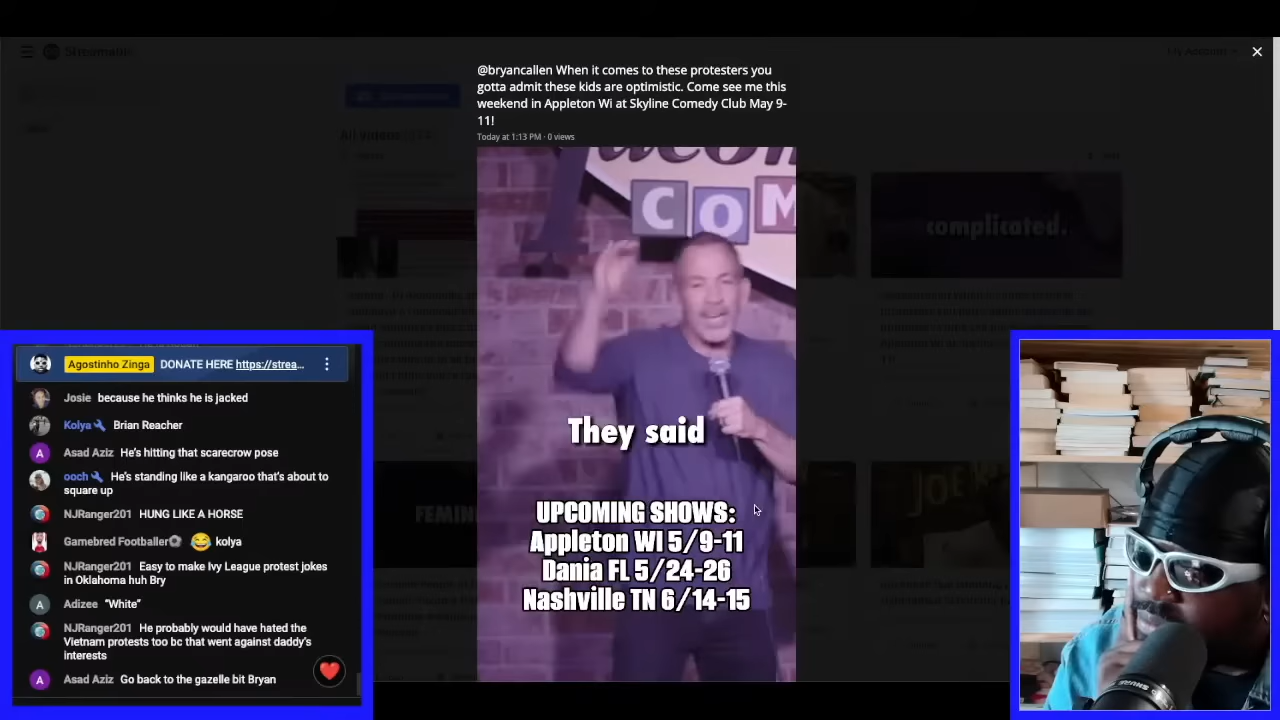 @bryancallen When it comes to these protesters you
gotta admit these kids are optimistic. Come see me this
weekend in Appleton Wi at Skyline Comedy Club May 9-
11!
Today at 1:13 PM · 0 views
My Account
complicated.
COM
They said
UPCOMING SHOWS:
Appleton WI 5/9-11
Dania FL 5/24-26
Nashville TN 6/14-15
FEMIN
JOE R
Agostinho Zinga DONATE HERE https://strea...
Josie because he thinks he is jacked
Kolya Brian Reacher
Asad Aziz He's hitting that scarecrow pose
ooch He's standing like a kangaroo that's about to
square up
NJRanger201 HUNG LIKE A HORSE
Gamebred Footballer⚽ 😂 kolya
NJRanger201 Easy to make Ivy League protest jokes
in Oklahoma huh Bry
Adizee “White”
NJRanger201 He probably would have hated the
Vietnam protests too bc that went against daddy's
interests
Asad Aziz Go back to the gazelle bit Bryan
SHURE